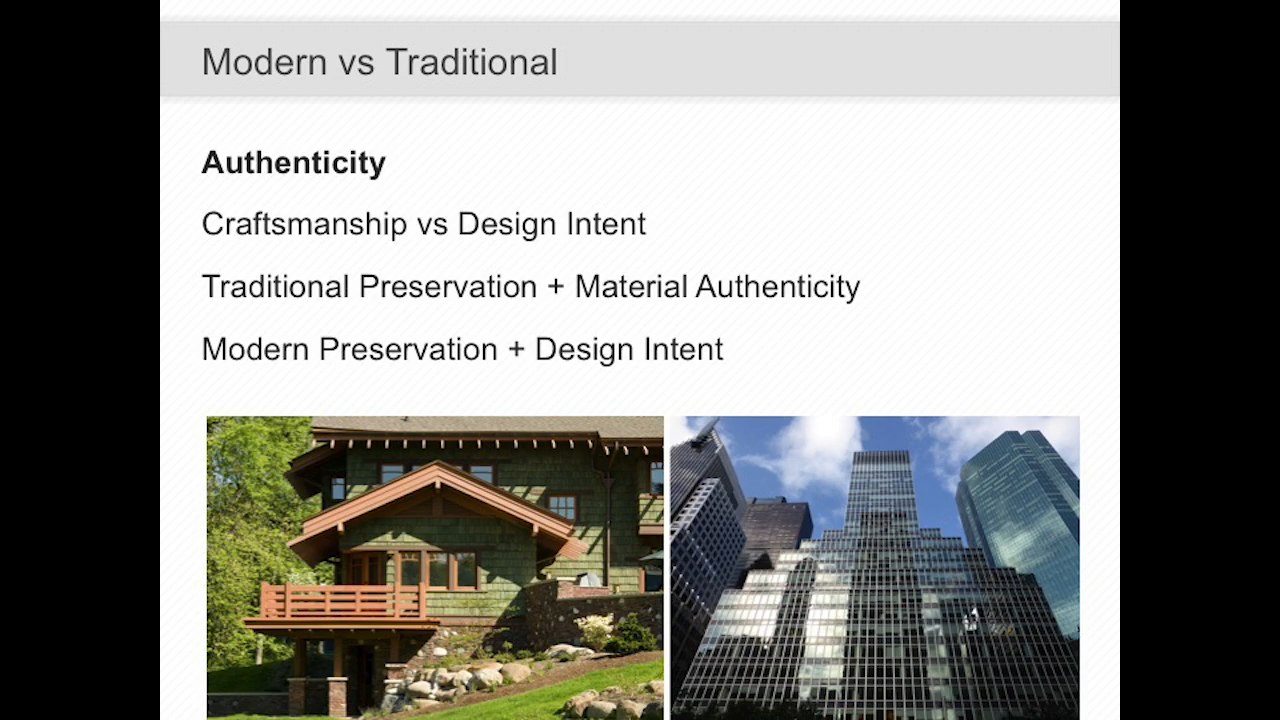 Modern vs Traditional
Authenticity
Craftsmanship vs Design Intent
Traditional Preservation + Material Authenticity
Modern Preservation + Design Intent